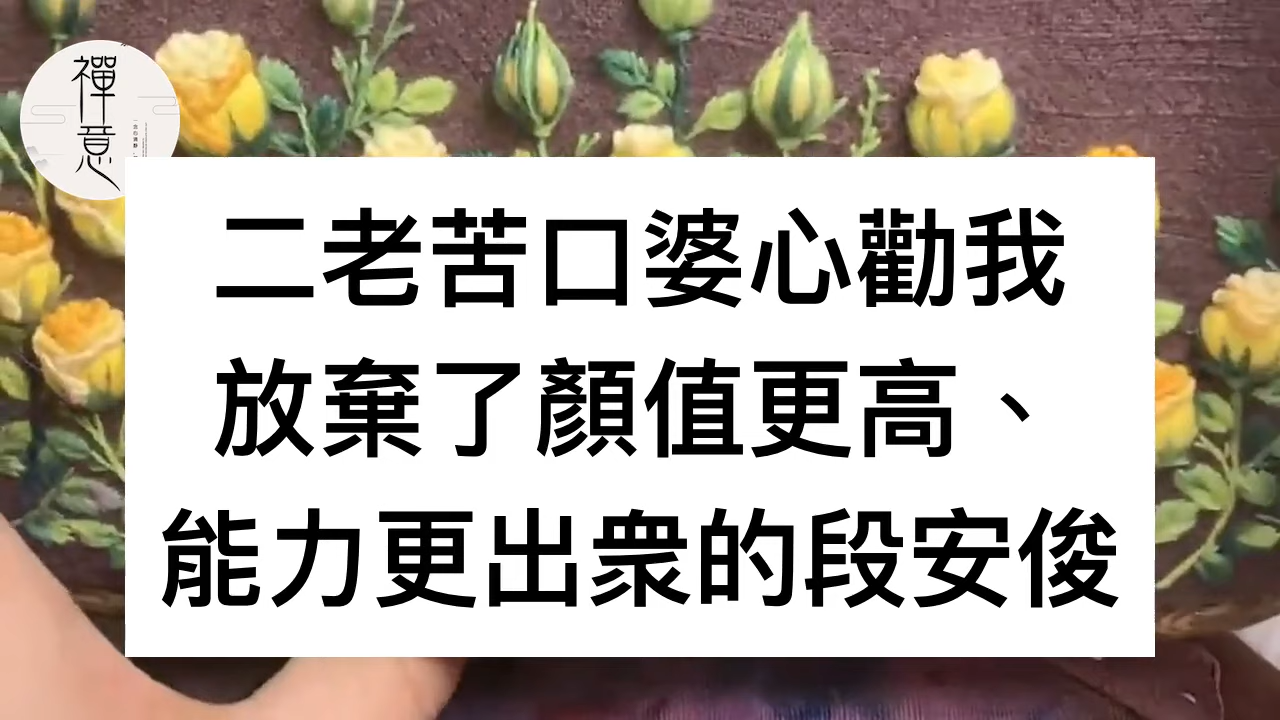 禪意
二老苦口婆心勸我
放棄了顏值更高、
能力更出衆的段安俊